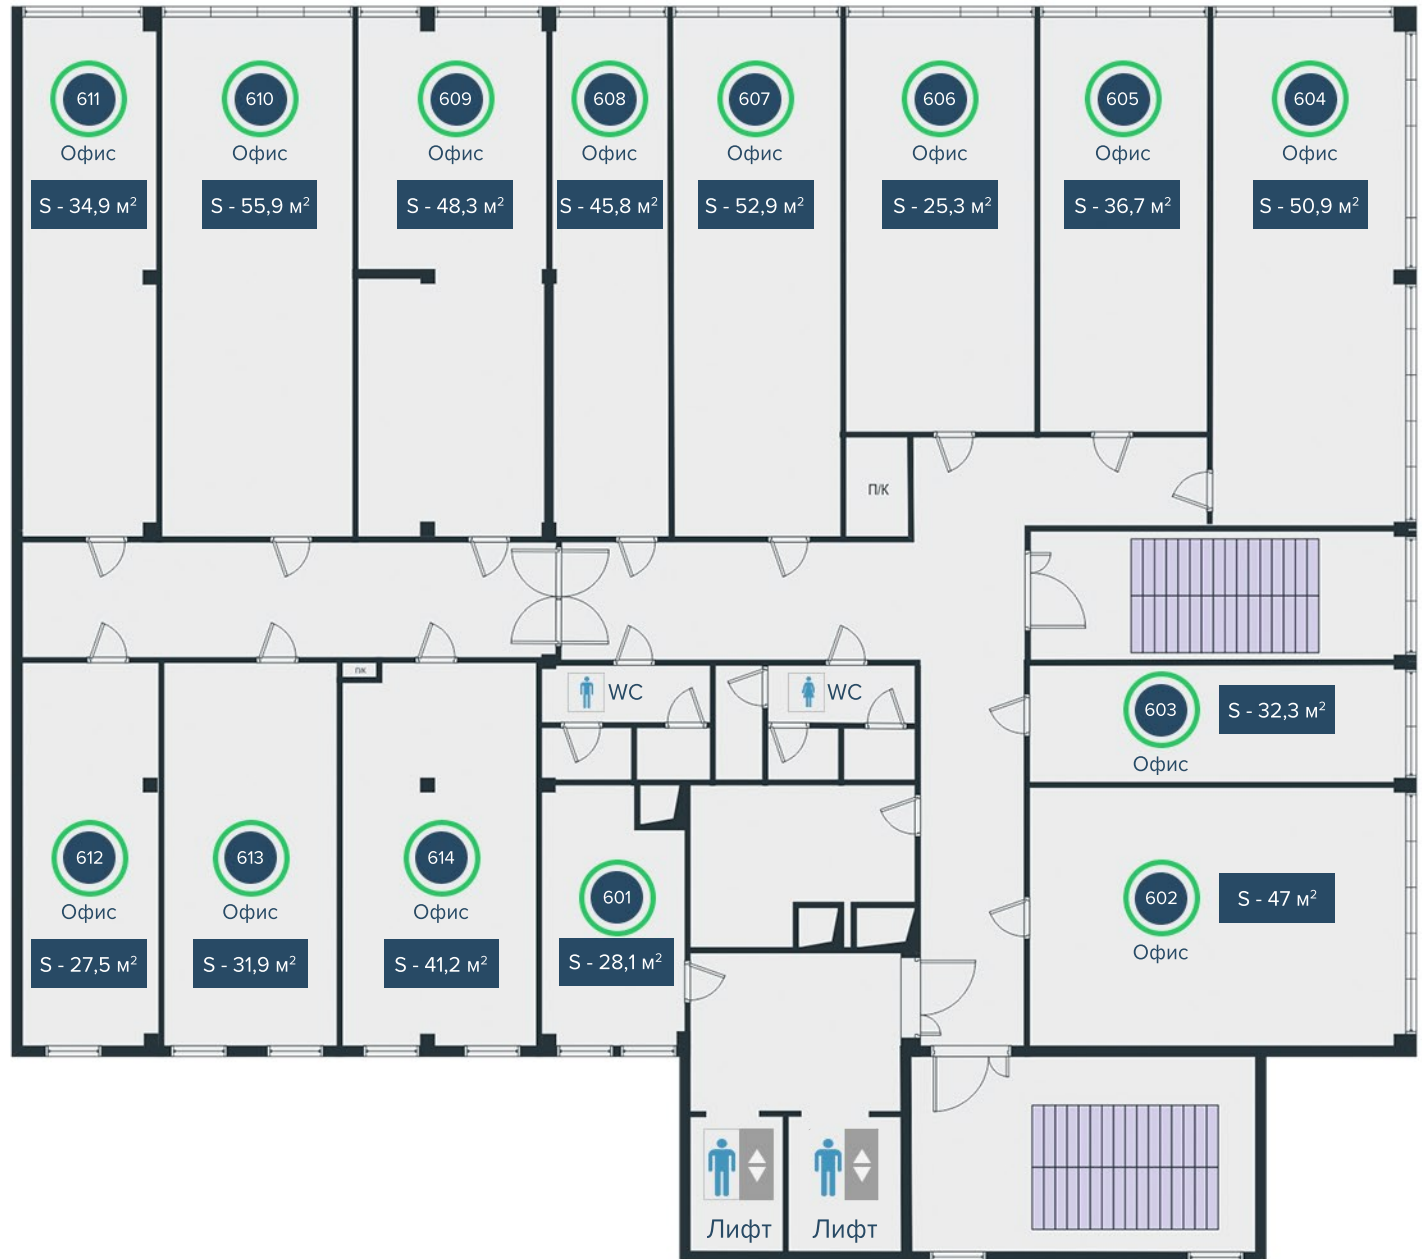 611
Офис
S - 34,9 м²
610
Офис
S - 55,9 м²
609
Офис
S - 48,3 м²
608
Офис
S - 45,8 м²
607
Офис
S - 52,9 м²
606
Офис
S - 25,3 м²
605
Офис
S - 36,7 м²
604
Офис
S - 50,9 м²
П/К
ПК
WC
WC
603
Офис
S - 32,3 м²
612
Офис
S - 27,5 м²
613
Офис
S - 31,9 м²
614
Офис
S - 41,2 м²
601
S - 28,1 м²
602
Офис
S - 47 м²
Лифт
Лифт